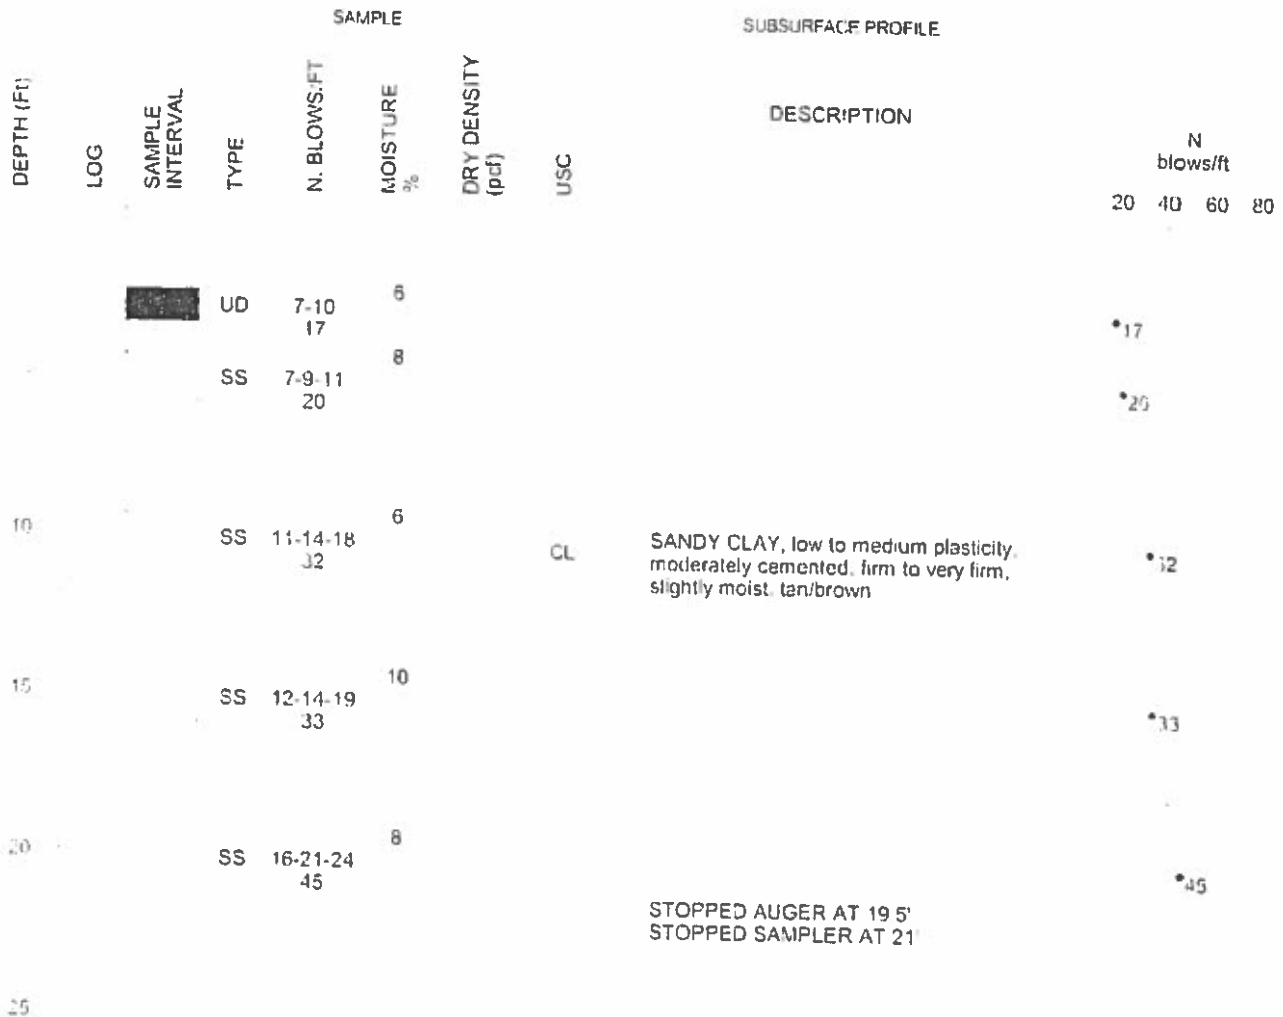 SAMPLE
SUBSURFACE PROFILE
DEPTH (Ft)
LOG
SAMPLE INTERVAL
TYPE
N. BLOWS/FT
MOISTURE %
DRY DENSITY (pcf)
USC
DESCRIPTION
N
blows/ft
20 40 60 80
UD 7-10 6
17
17
SS 7-9-11 8
20
20
10 SS 11-14-18 6
32
CL
SANDY CLAY, low to medium plasticity,
moderately cemented, firm to very firm,
slightly moist, tan/brown
32
15 SS 12-14-19 10
33
33
20 SS 16-21-24 8
45
45
STOPPED AUGER AT 19.5'
STOPPED SAMPLER AT 21'
25